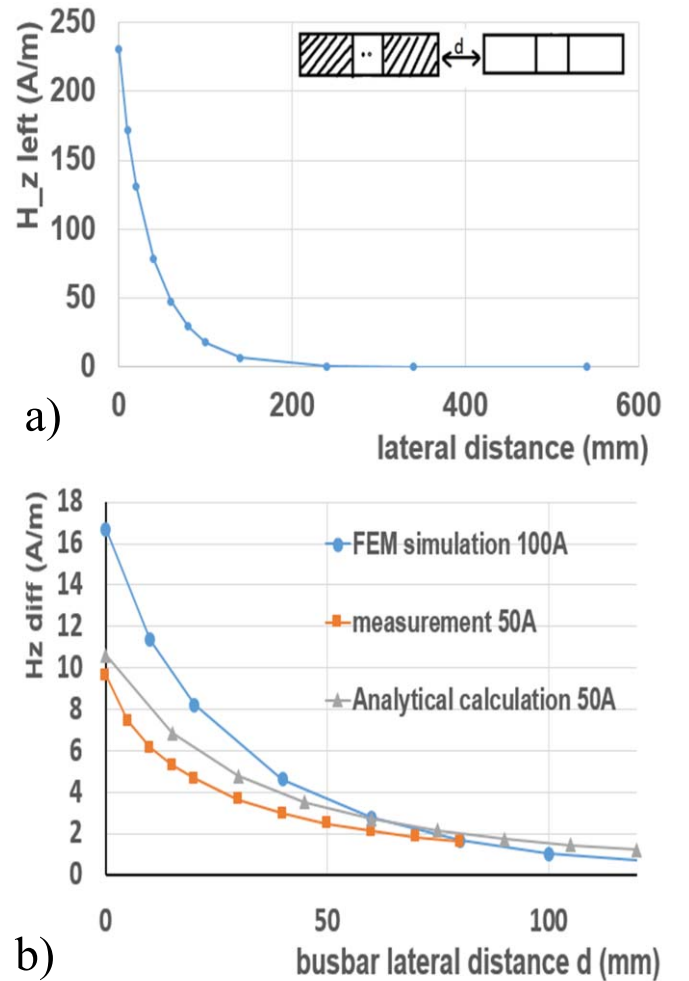 250
200
150
100
50
0
H_z left (A/m)
d
0 200 400 600
lateral distance (mm)
a)
18
16
14
12
10
8
6
4
2
0
Hz diff (A/m)
FEM simulation 100A
measurement 50A
Analytical calculation 50A
0 50 100
busbar lateral distance d (mm)
b)